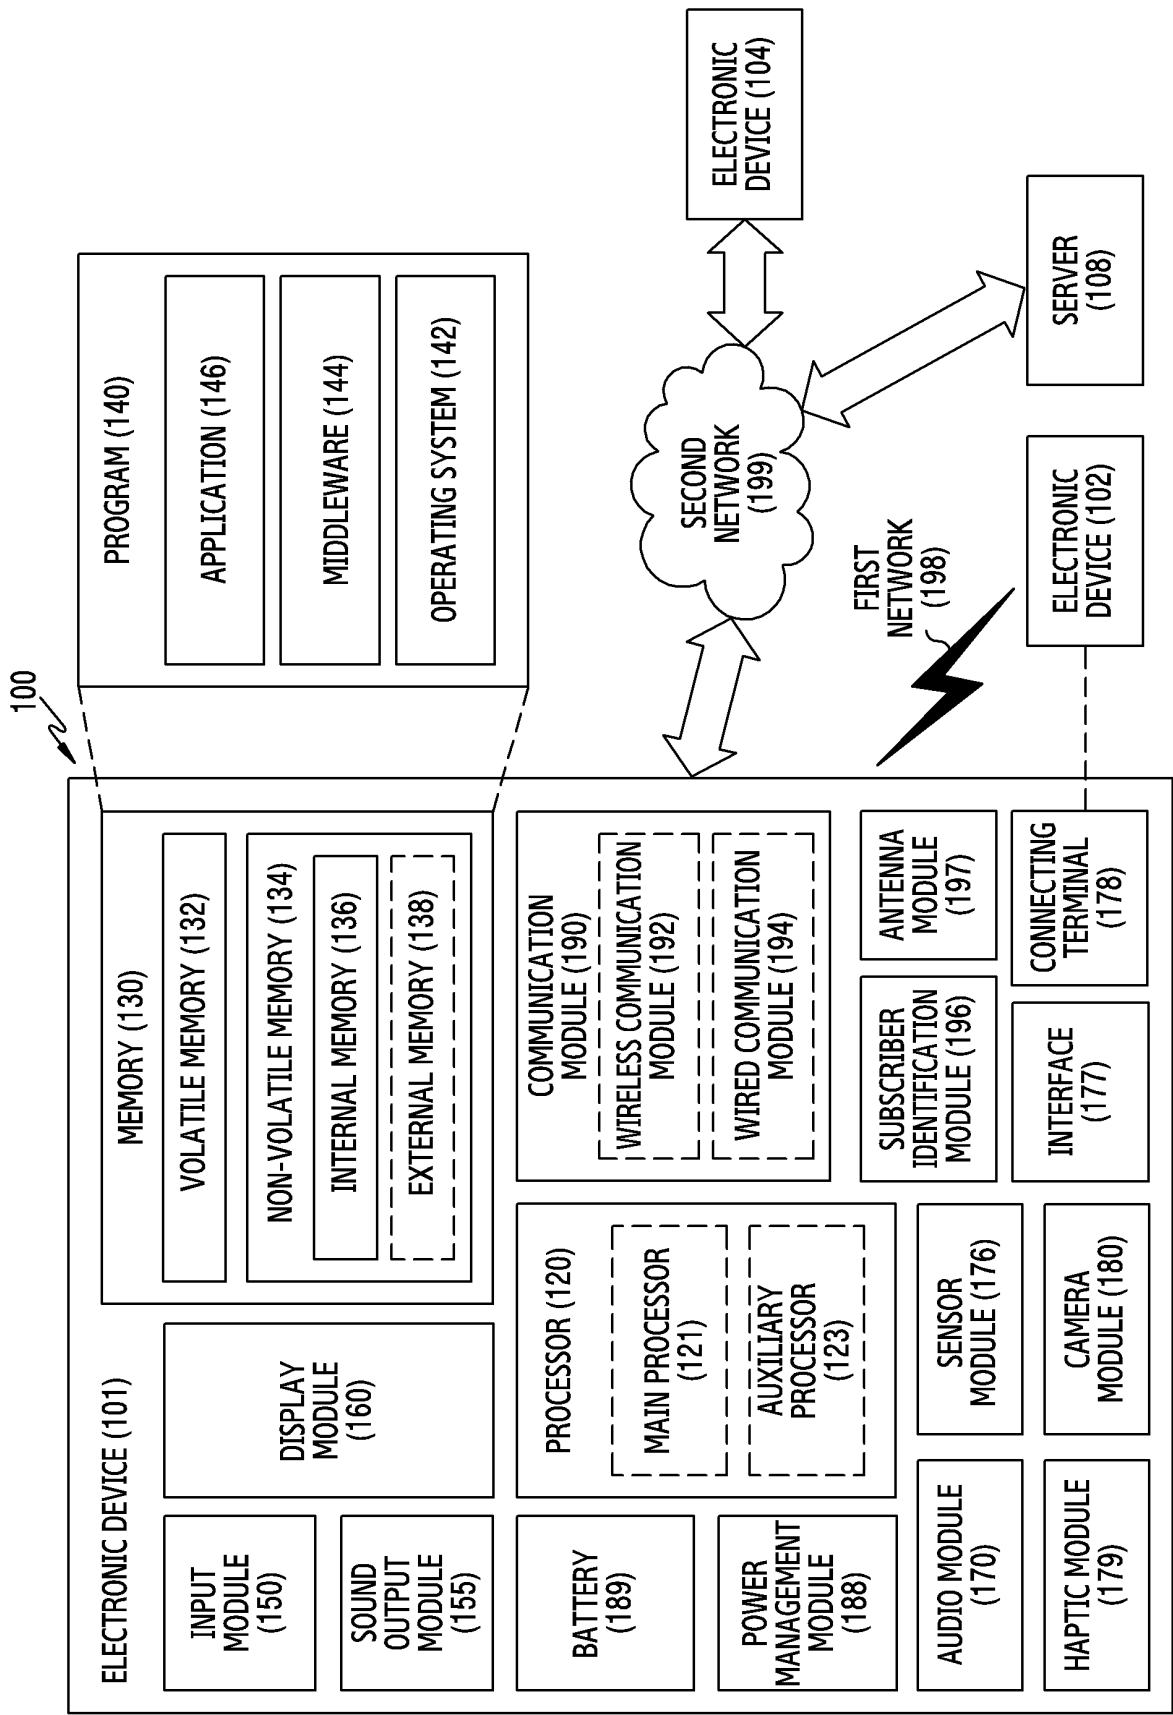 100
ELECTRONIC DEVICE (101)
INPUT
MODULE
(150)
SOUND
OUTPUT
MODULE
(155)
DISPLAY
MODULE
(160)
MEMORY (130)
VOLATILE MEMORY (132)
NON-VOLATILE MEMORY (134)
INTERNAL MEMORY (136)
EXTERNAL MEMORY (138)
PROGRAM (140)
APPLICATION (146)
MIDDLEWARE (144)
OPERATING SYSTEM (142)
BATTERY
(189)
POWER
MANAGEMENT
MODULE
(188)
PROCESSOR (120)
MAIN PROCESSOR
(121)
AUXILIARY
PROCESSOR
(123)
COMMUNICATION
MODULE (190)
WIRELESS COMMUNICATION
MODULE (192)
WIRED COMMUNICATION
MODULE (194)
SECOND
NETWORK
(199)
ELECTRONIC
DEVICE (104)
AUDIO MODULE
(170)
SENSOR
MODULE (176)
SUBSCRIBER
IDENTIFICATION
MODULE (196)
ANTENNA
MODULE
(197)
FIRST
NETWORK
(198)
HAPTIC MODULE
(179)
CAMERA
MODULE (180)
INTERFACE
(177)
CONNECTING
TERMINAL
(178)
ELECTRONIC
DEVICE (102)
SERVER
(108)